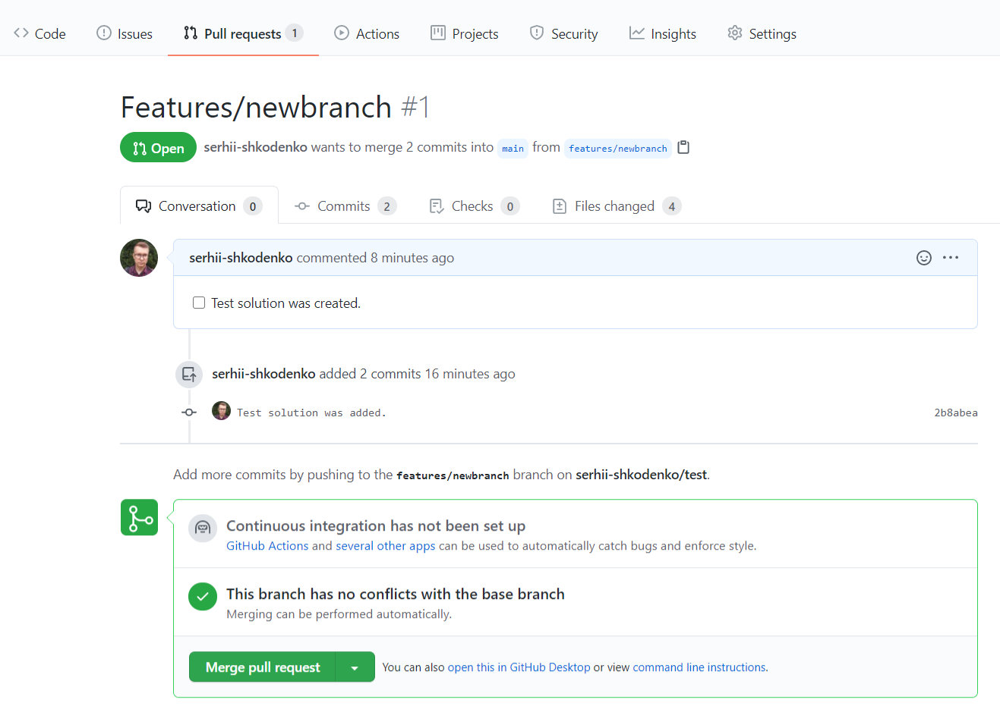 Code Issues Pull requests 1 Actions Projects Security Insights Settings
Features/newbranch #1
Open serhii-shkodenko wants to merge 2 commits into main from features/newbranch
Conversation 0 Commits 2 Checks 0 Files changed 4
serhii-shkodenko commented 8 minutes ago
Test solution was created.
serhii-shkodenko added 2 commits 16 minutes ago
Test solution was added. 2b8abea
Add more commits by pushing to the features/newbranch branch on serhii-shkodenko/test.
Continuous integration has not been set up
GitHub Actions and several other apps can be used to automatically catch bugs and enforce style.
This branch has no conflicts with the base branch
Merging can be performed automatically.
Merge pull request You can also open this in GitHub Desktop or view command line instructions.